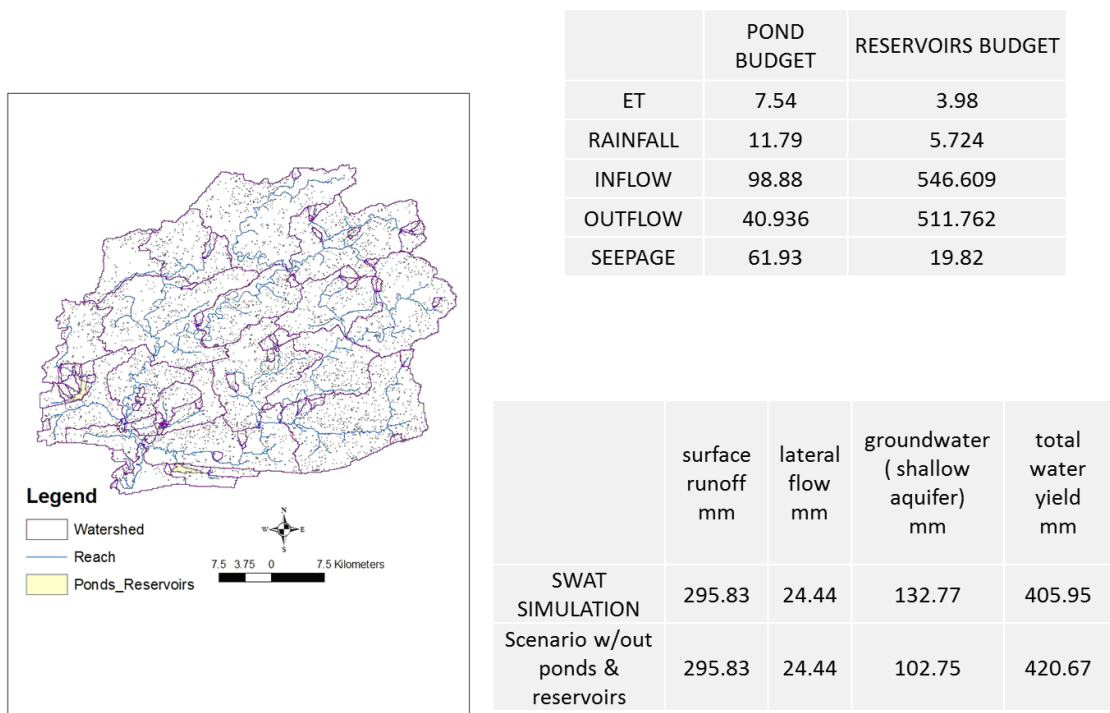 POND
BUDGET
RESERVOIRS BUDGET
ET 7.54 3.98
RAINFALL 11.79 5.724
INFLOW 98.88 546.609
OUTFLOW 40.936 511.762
SEEPAGE 61.93 19.82
Legend
Watershed
Reach
Ponds_Reservoirs
N
W E
S
7.5 3.75 0 7.5 Kilometers
surface
runoff
mm
lateral
flow
mm
groundwater
( shallow
aquifer)
mm
total
water
yield
mm
SWAT
SIMULATION
295.83 24.44 132.77 405.95
Scenario w/out
ponds &
reservoirs
295.83 24.44 102.75 420.67